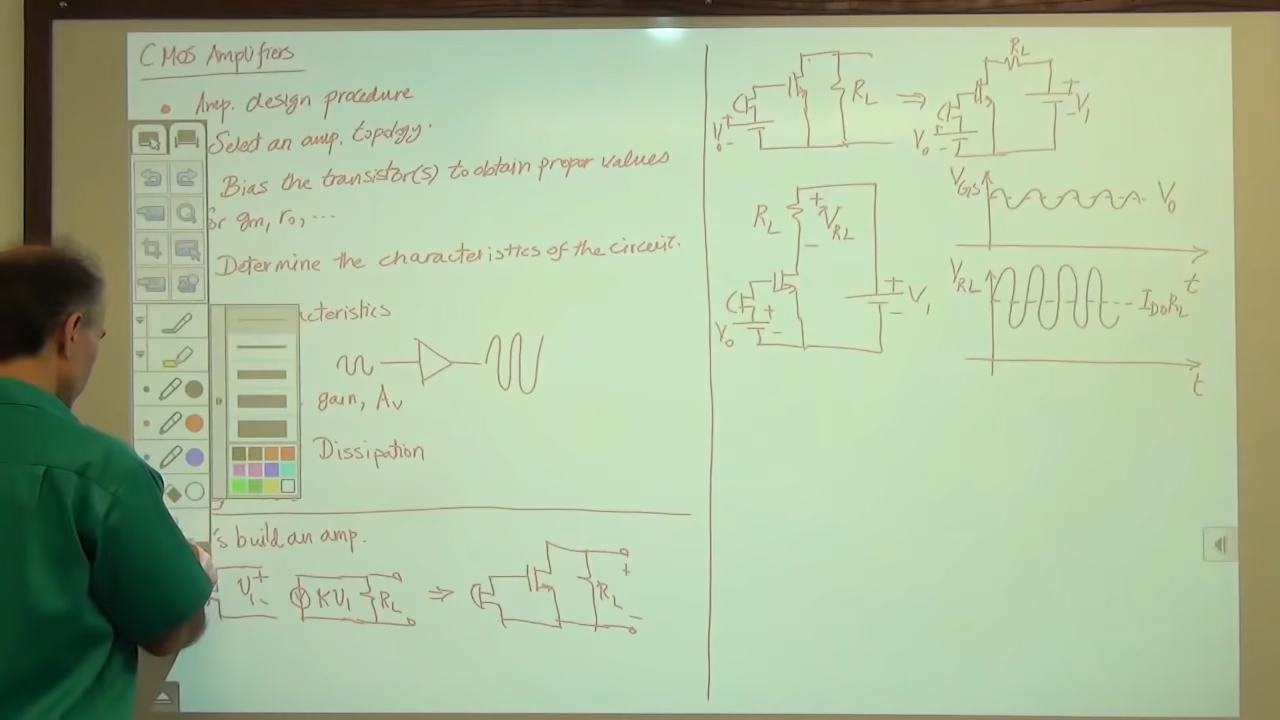 CMOS Amplifiers
Amp. design procedure
Select an amp. topology.
Bias the transistor(s) to obtain proper values
gm, ro, ...
Determine the characteristics of the circuit.
cteristics
gain, Av
Dissipation
's build an amp.
V1 + -
KV1
RL
⇒
RL
+
-
V0
+
-
RL
⇒
RL
V0
+
-
+
-
V1
RL
+
VRL
-
V0
+
-
+
-
V1
VGS
V0
t
VRL
ID0RL
t